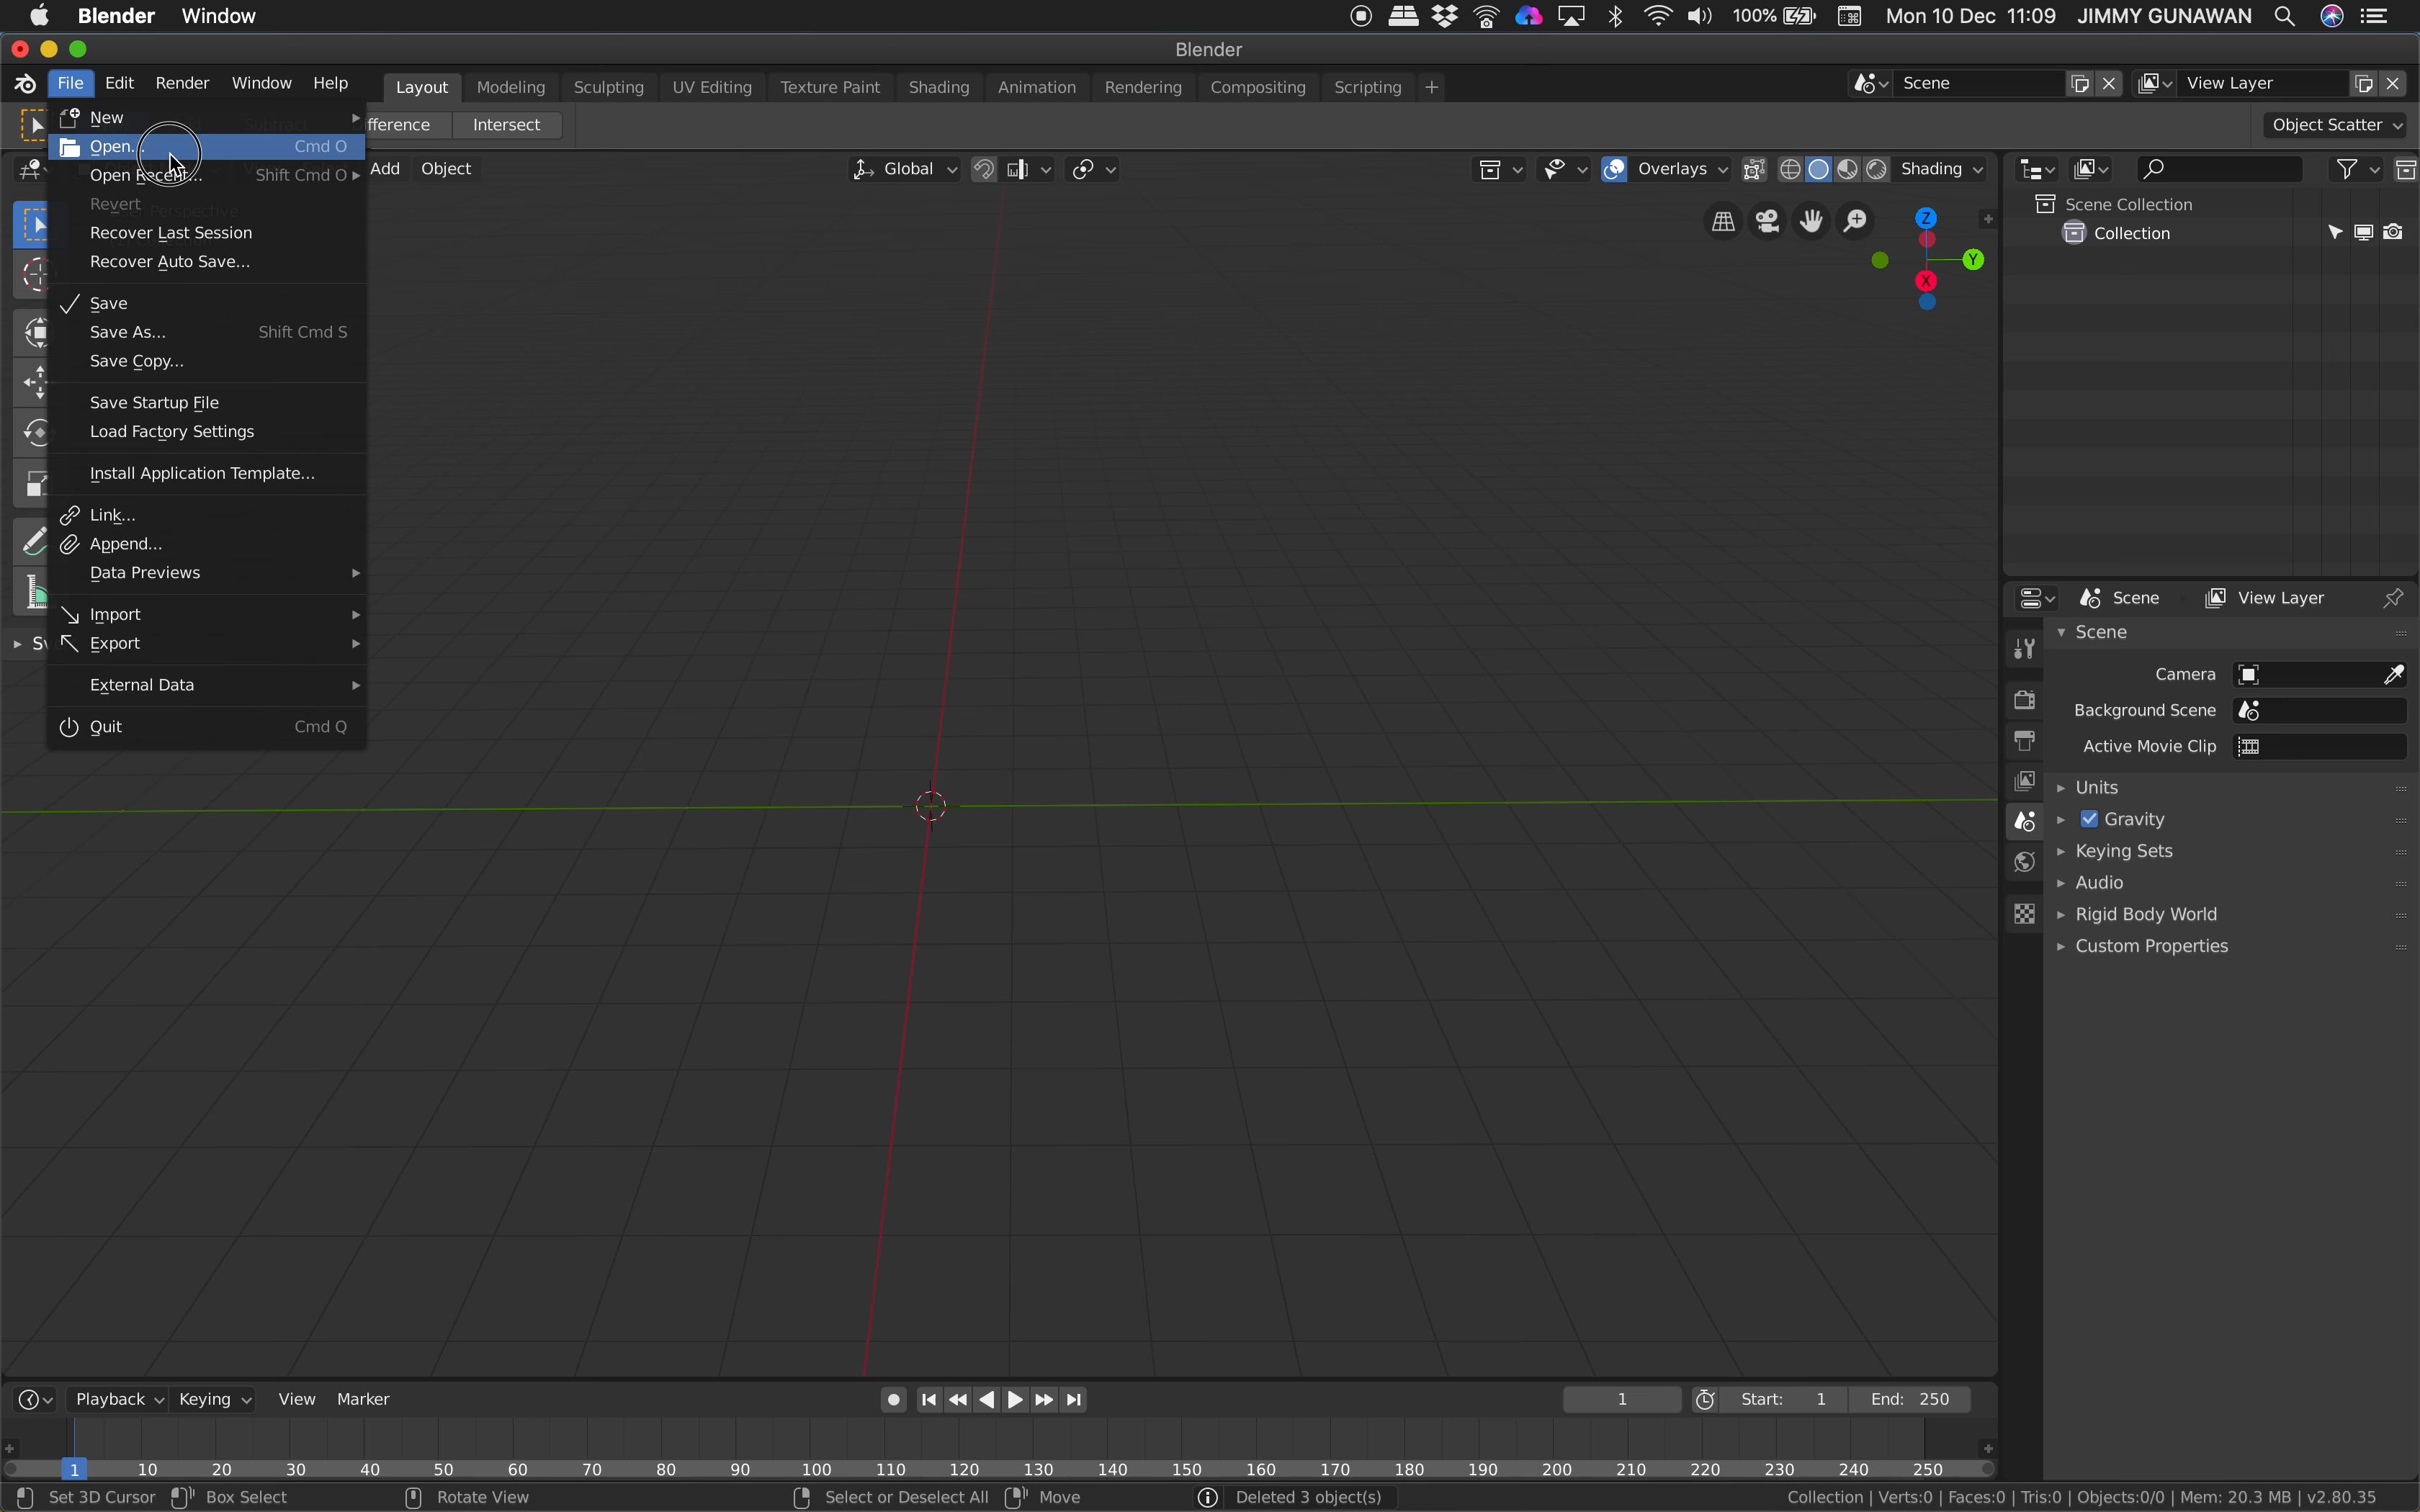 Blender Window 100% Mon 10 Dec 11:09 JIMMY GUNAWAN
Blender
File Edit Render Window Help Layout Modeling Sculpting UV Editing Texture Paint Shading Animation Rendering Compositing Scripting + Scene View Layer
Subtract fference Intersect Object Scatter
New
Open... Cmd O
Open Recent... Shift Cmd O
Add Object Global Overlays Shading
Revert
User Perspective
Recover Last Session
Recover Auto Save...
Save
Save As... Shift Cmd S
Save Copy...
Save Startup File
Load Factory Settings
Install Application Template...
Link...
Append...
Data Previews
Import
Export
External Data
Quit Cmd Q
Z
Y
X
Scene Collection
Collection
Scene View Layer
Scene
Camera
Background Scene
Active Movie Clip
Units
Gravity
Keying Sets
Audio
Rigid Body World
Custom Properties
Playback Keying View Marker 1 Start: 1 End: 250
1 10 20 30 40 50 60 70 80 90 100 110 120 130 140 150 160 170 180 190 200 210 220 230 240 250
Set 3D Cursor Box Select Rotate View Select or Deselect All Move Deleted 3 object(s) Collection | Verts:0 | Faces:0 | Tris:0 | Objects:0/0 | Mem: 20.3 MB | v2.80.35